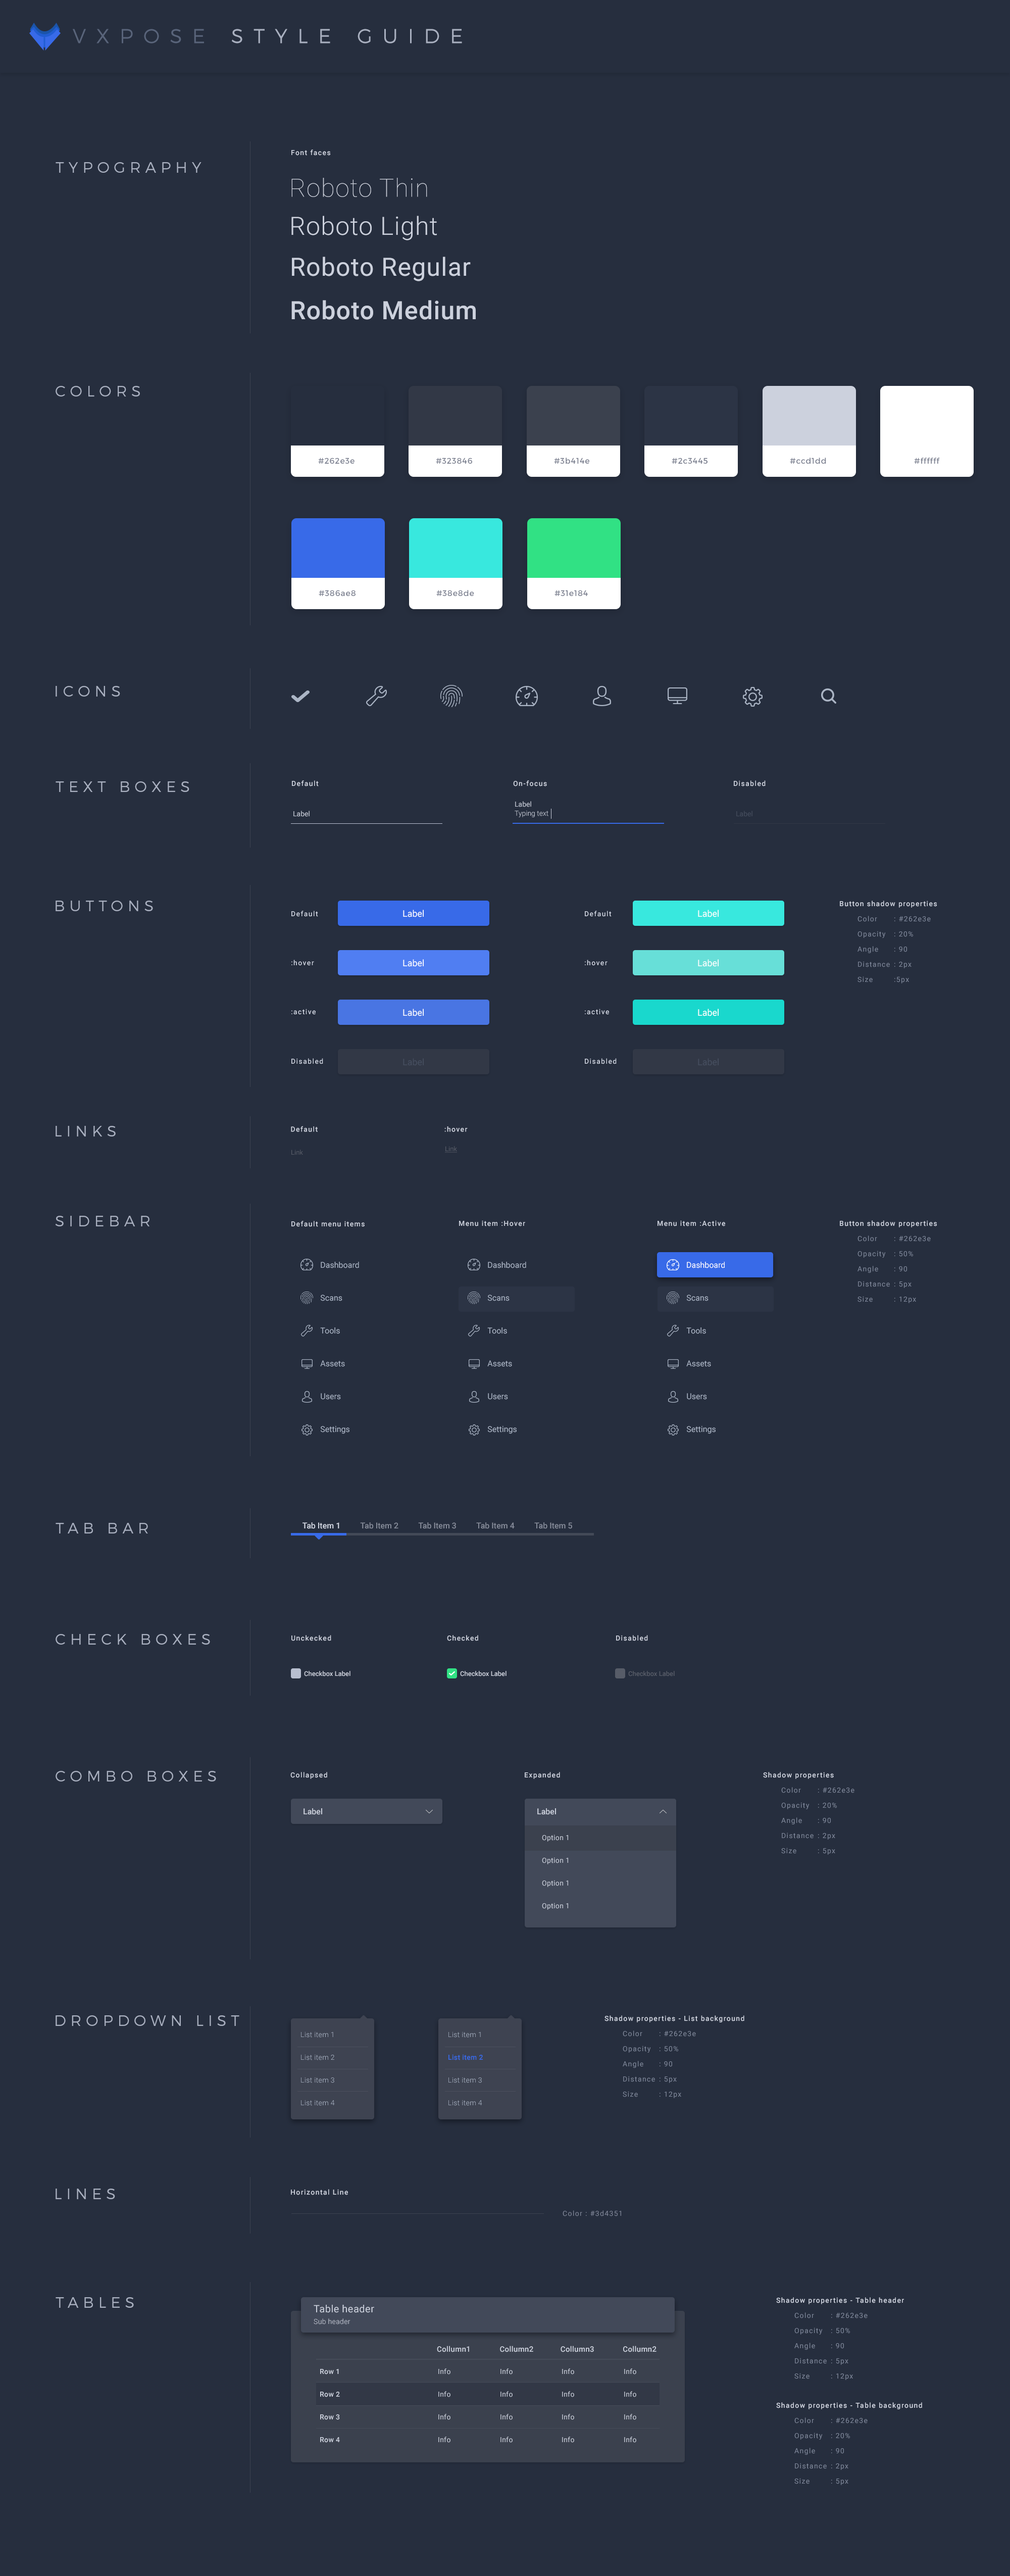 VXPOSE STYLE GUIDE
TYPOGRAPHY
Font faces
Roboto Thin
Roboto Light
Roboto Regular
Roboto Medium
COLORS
#262e3e #323846 #3b414e #2c3445 #ccd1dd #ffffff
#386ae8 #38e8de #31e184
ICONS
TEXT BOXES
Default On-focus Disabled
Label
Typing text
Label Label
BUTTONS
Default Label Default Label
:hover Label :hover Label
:active Label :active Label
Disabled Label Disabled Label
Button shadow properties
Color : #262e3e
Opacity : 20%
Angle : 90
Distance : 2px
Size :5px
LINKS
Default :hover
Link Link
SIDEBAR
Default menu items
Dashboard
Scans
Tools
Assets
Users
Settings
Menu item :Hover
Dashboard
Scans
Tools
Assets
Users
Settings
Menu item :Active
Dashboard
Scans
Tools
Assets
Users
Settings
Button shadow properties
Color : #262e3e
Opacity : 50%
Angle : 90
Distance : 5px
Size : 12px
TAB BAR
Tab Item 1 Tab Item 2 Tab Item 3 Tab Item 4 Tab Item 5
CHECK BOXES
Unckecked Checked Disabled
Checkbox Label Checkbox Label Checkbox Label
COMBO BOXES
Collapsed
Label
Expanded
Label
Option 1
Option 1
Option 1
Option 1
Shadow properties
Color : #262e3e
Opacity : 20%
Angle : 90
Distance : 2px
Size : 5px
DROPDOWN LIST
List item 1
List item 2
List item 3
List item 4
List item 1
List item 2
List item 3
List item 4
Shadow properties - List background
Color : #262e3e
Opacity : 50%
Angle : 90
Distance : 5px
Size : 12px
LINES
Horizontal Line
Color : #3d4351
TABLES
Table header
Sub header
Collumn1 Collumn2 Collumn3 Collumn2
Row 1 Info Info Info Info
Row 2 Info Info Info Info
Row 3 Info Info Info Info
Row 4 Info Info Info Info
Shadow properties - Table header
Color : #262e3e
Opacity : 50%
Angle : 90
Distance : 5px
Size : 12px
Shadow properties - Table background
Color : #262e3e
Opacity : 20%
Angle : 90
Distance : 2px
Size : 5px